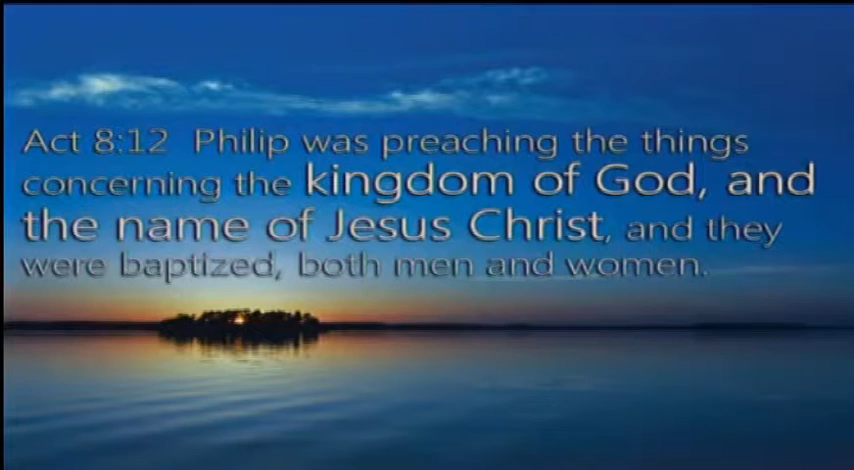 Act 8:12 Philip was preaching the things
concerning the kingdom of God, and
the name of Jesus Christ, and they
were baptized, both men and women.